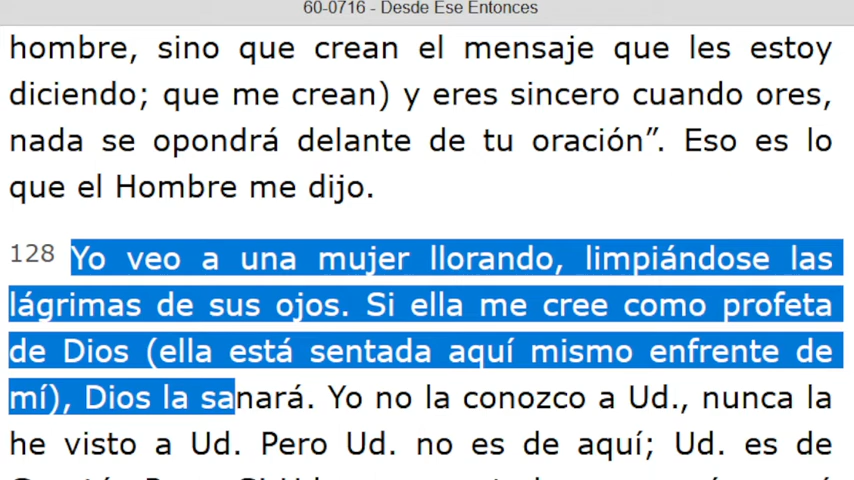 60-0716 - Desde Ese Entonces
hombre, sino que crean el mensaje que les estoy
diciendo; que me crean) y eres sincero cuando ores,
nada se opondrá delante de tu oración”. Eso es lo
que el Hombre me dijo.
128 Yo veo a una mujer llorando, limpiándose las
lágrimas de sus ojos. Si ella me cree como profeta
de Dios (ella está sentada aquí mismo enfrente de
mí), Dios la sanará. Yo no la conozco a Ud., nunca la
he visto a Ud. Pero Ud. no es de aquí; Ud. es de